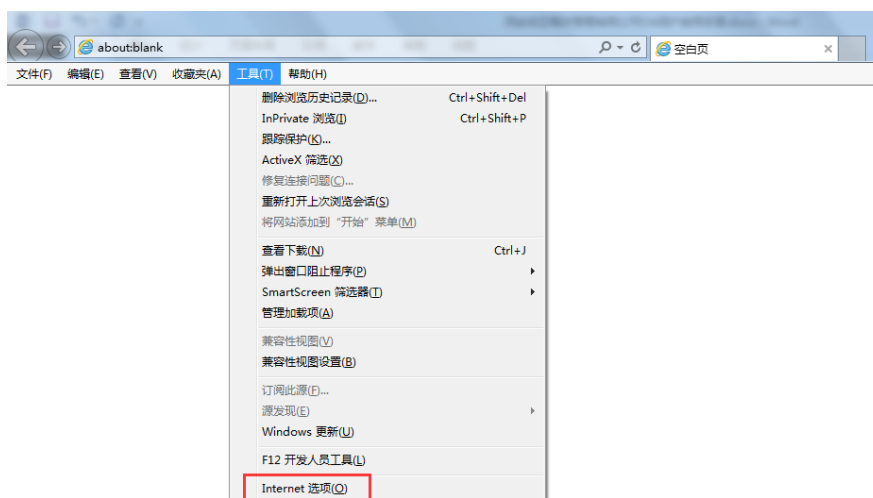 about:blank
空白页
文件(F) 编辑(E) 查看(V) 收藏夹(A) 工具(T) 帮助(H)
删除浏览历史记录(D)... Ctrl+Shift+Del
InPrivate 浏览(I) Ctrl+Shift+P
跟踪保护(K)...
ActiveX 筛选(X)
修复连接问题(C)...
重新打开上次浏览会话(S)
将网站添加到“开始”菜单(M)
查看下载(N) Ctrl+J
弹出窗口阻止程序(P)
SmartScreen 筛选器(T)
管理加载项(A)
兼容性视图(V)
兼容性视图设置(B)
订阅此源(F)...
源发现(E)
Windows 更新(U)
F12 开发人员工具(L)
Internet 选项(O)